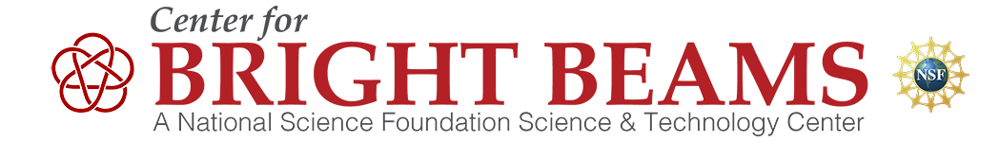 Center for
BRIGHT BEAMS
A National Science Foundation Science & Technology Center
NSF